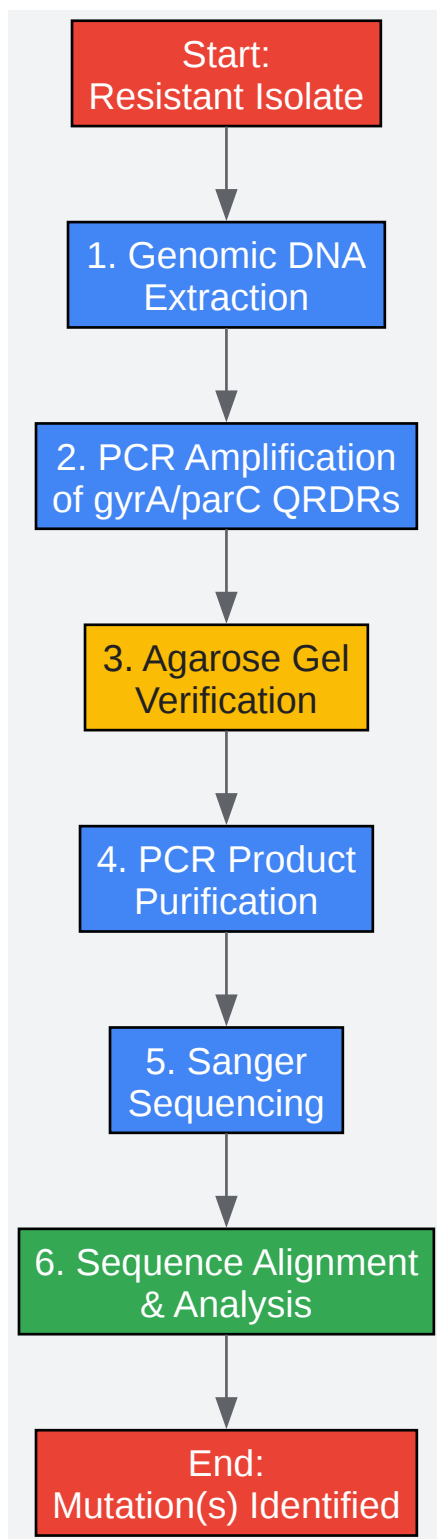 Start:
Resistant Isolate
1. Genomic DNA
Extraction
2. PCR Amplification
of gyrA/parC QRDRs
3. Agarose Gel
Verification
4. PCR Product
Purification
5. Sanger
Sequencing
6. Sequence Alignment
& Analysis
End:
Mutation(s) Identified